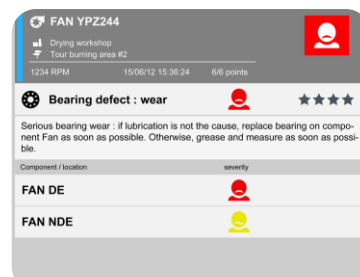 FAN YPZ244
Drying workshop
Tour burning area #2
1234 RPM 15/06/12 15:36:24 6/6 points
Bearing defect : wear
Serious bearing wear : if lubrication is not the cause, replace bearing on compo-
nent Fan as soon as possible. Otherwise, grease and measure as soon as possi-
ble.
Component / location severity
FAN DE
FAN NDE